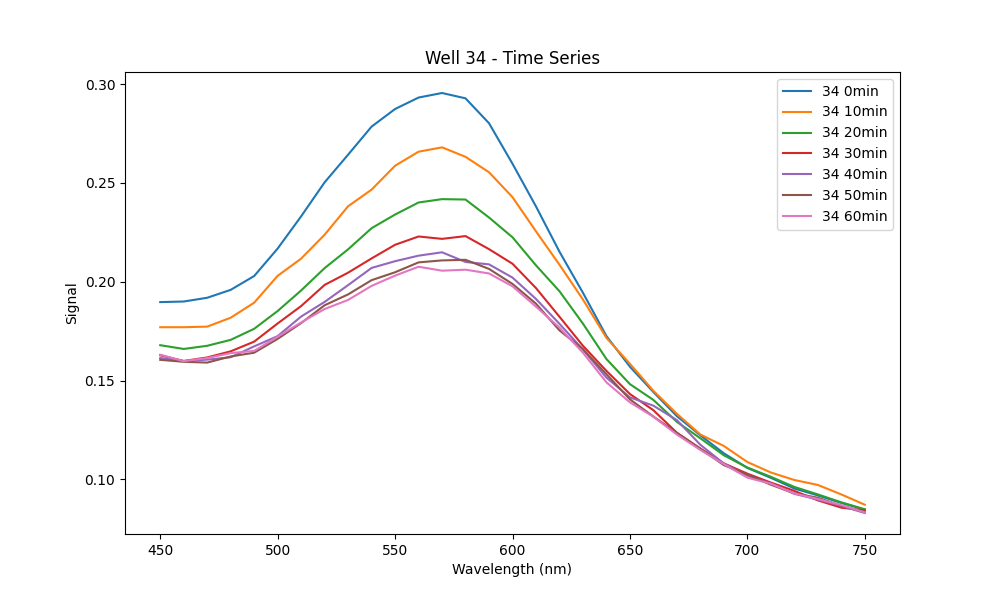 Well 34 - Time Series
0.30
0.25
0.20
0.15
0.10
Signal
450 500 550 600 650 700 750
Wavelength (nm)
34 0min
34 10min
34 20min
34 30min
34 40min
34 50min
34 60min